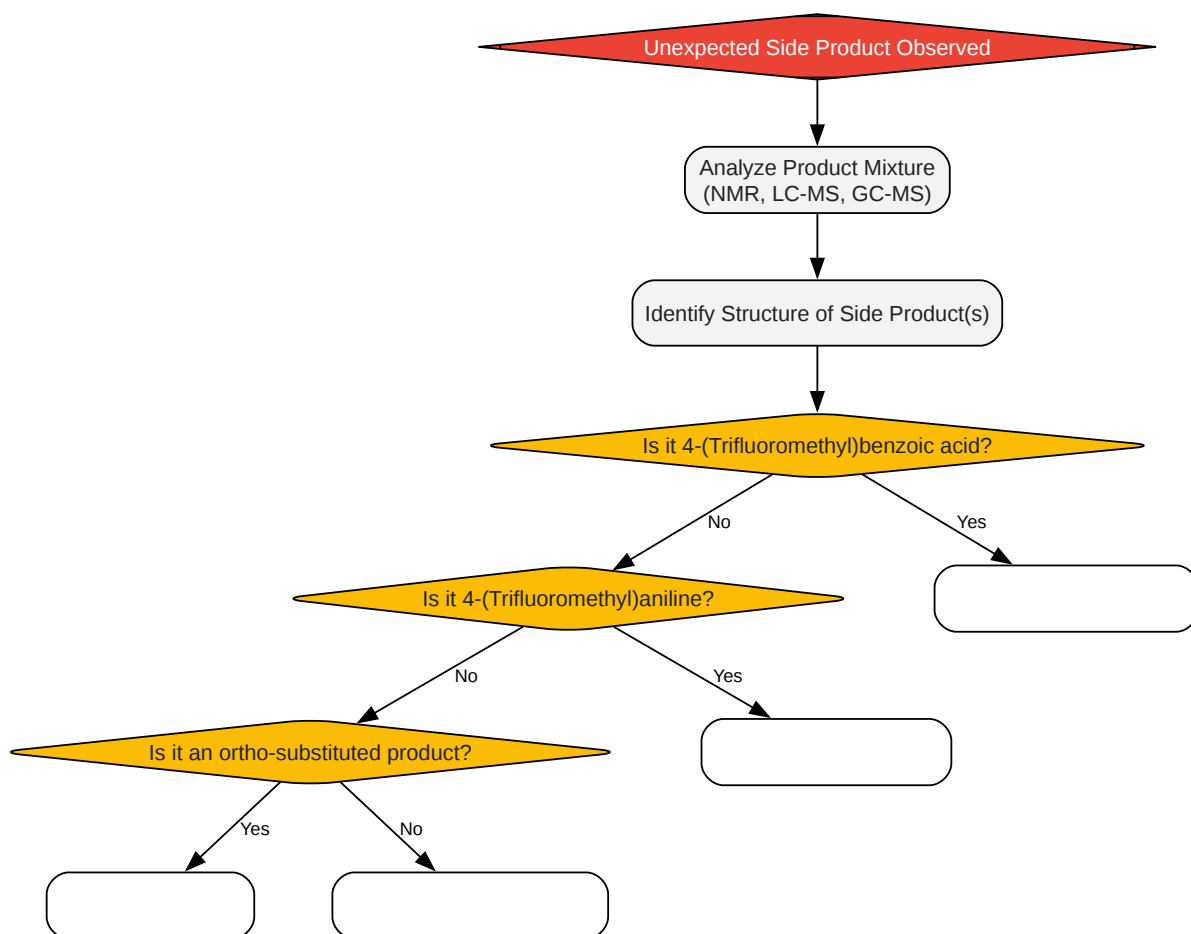 Unexpected Side Product Observed
Analyze Product Mixture
(NMR, LC-MS, GC-MS)
Identify Structure of Side Product(s)
Is it 4-(Trifluoromethyl)benzoic acid?
No
Yes
Is it 4-(Trifluoromethyl)aniline?
No
Yes
Is it an ortho-substituted product?
Yes
No